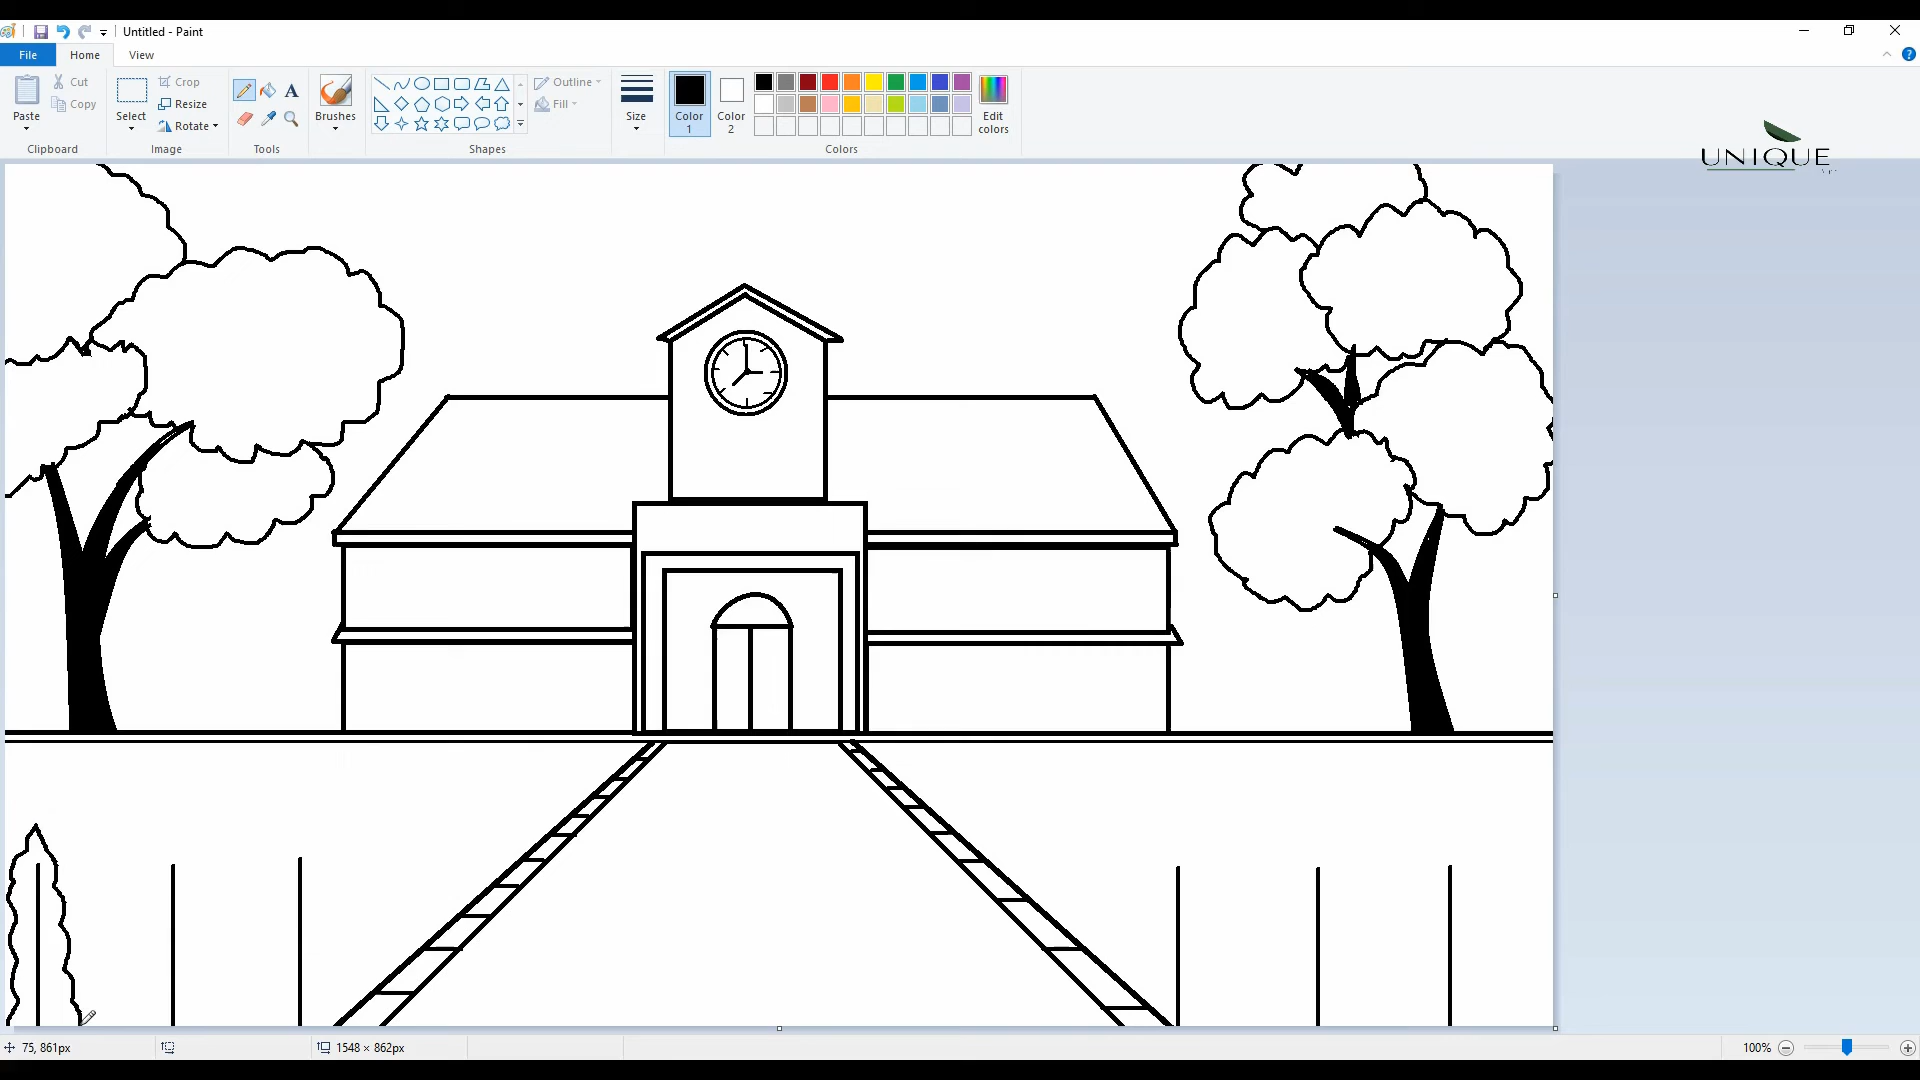 Untitled - Paint
File Home View
Cut Crop Outline
Copy Resize Fill
Rotate
Paste Select Brushes Size Color 1 Color 2 Edit colors
Clipboard Image Tools Shapes Colors
UNIQUE
75, 861px 1548 × 862px 100%